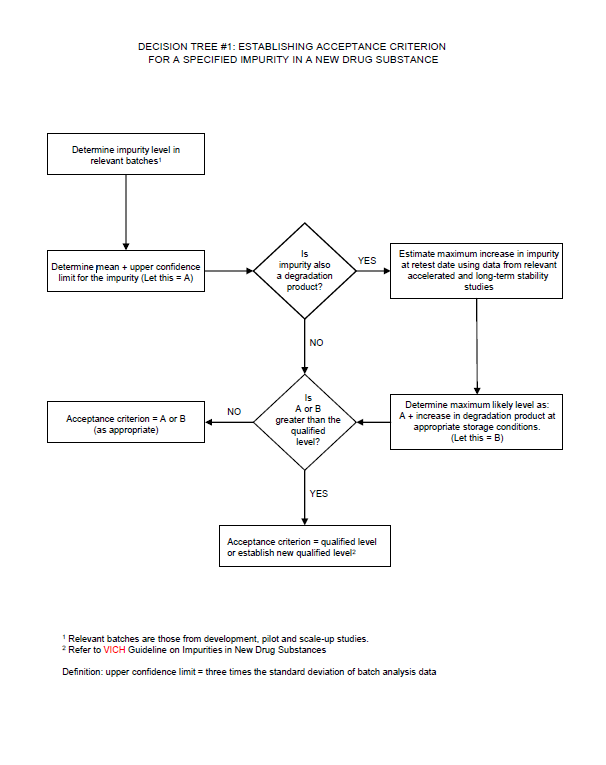 DECISION TREE #1: ESTABLISHING ACCEPTANCE CRITERION
FOR A SPECIFIED IMPURITY IN A NEW DRUG SUBSTANCE
Determine impurity level in
relevant batches¹
Determine mean + upper confidence
limit for the impurity (Let this = A)
Is
impurity also
a degradation
product?
YES
Estimate maximum increase in impurity
at retest date using data from relevant
accelerated and long-term stability
studies
NO
Determine maximum likely level as:
A + increase in degradation product at
appropriate storage conditions.
(Let this = B)
Is
A or B
greater than the
qualified
level?
NO
Acceptance criterion = A or B
(as appropriate)
YES
Acceptance criterion = qualified level
or establish new qualified level²
¹ Relevant batches are those from development, pilot and scale-up studies.
² Refer to VICH Guideline on Impurities in New Drug Substances
Definition: upper confidence limit = three times the standard deviation of batch analysis data